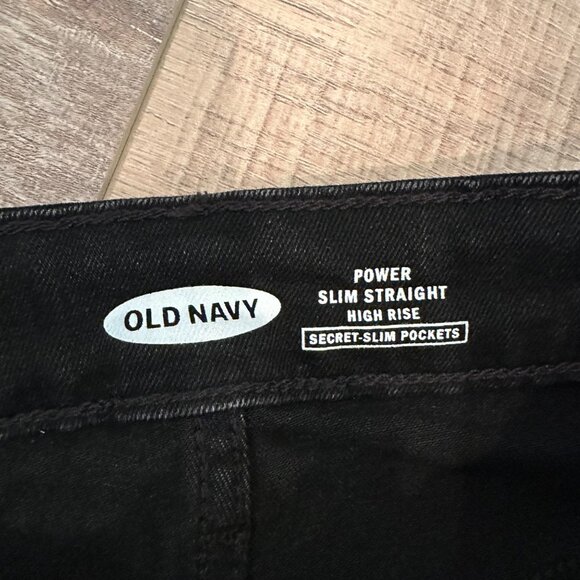 OLD NAVY
POWER
SLIM STRAIGHT
HIGH RISE
SECRET-SLIM POCKETS